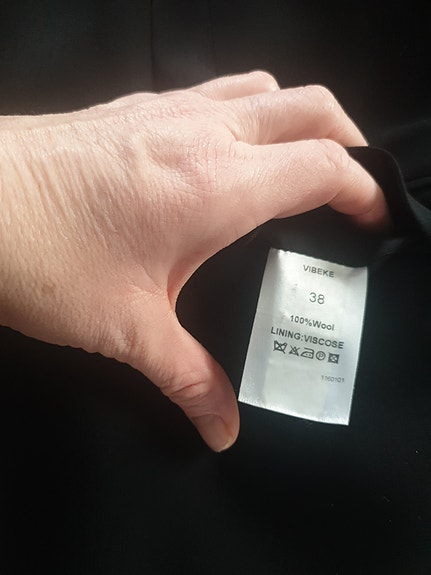 VIBEKE
38
100%Wool
LINING:VISCOSE
1160101